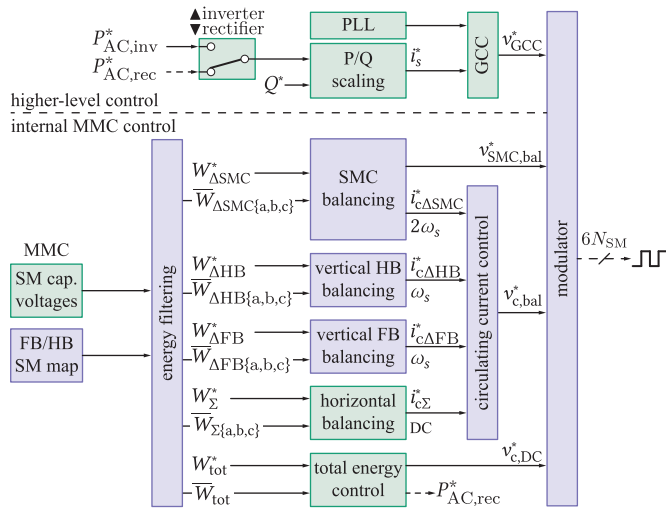 ▲inverter
▼rectifier
P*AC,inv
P*AC,rec
Q*
PLL
P/Q
scaling
i*s
GCC
v*GCC
higher-level control
internal MMC control
MMC
SM cap.
voltages
FB/HB
SM map
energy filtering
W*ΔSMC
W̅ΔSMC{a,b,c}
SMC
balancing
v*SMC,bal
i*cΔSMC
2ωs
W*ΔHB
W̅ΔHB{a,b,c}
vertical HB
balancing
i*cΔHB
ωs
W*ΔFB
W̅ΔFB{a,b,c}
vertical FB
balancing
i*cΔFB
ωs
W*Σ
W̅Σ{a,b,c}
horizontal
balancing
i*cΣ
DC
circulating current control
v*c,bal
W*tot
W̅tot
total energy
control
v*c,DC
P*AC,rec
modulator
6NSM